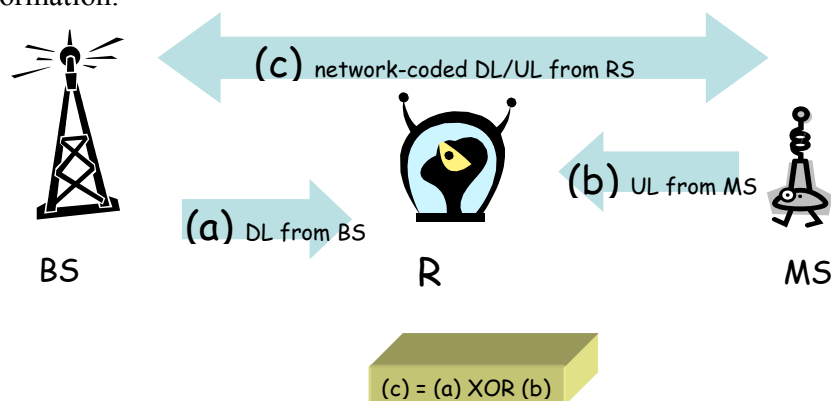 (c) network-coded DL/UL from RS
(b) UL from MS
(a) DL from BS
BS
R
MS
(c) = (a) XOR (b)